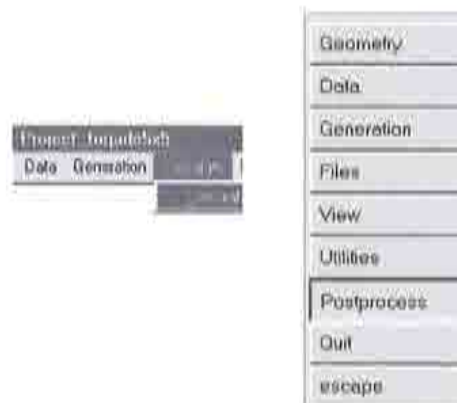 Data Generation
Geometry
Data
Generation
Files
View
Utilities
Postprocess
Quit
escape